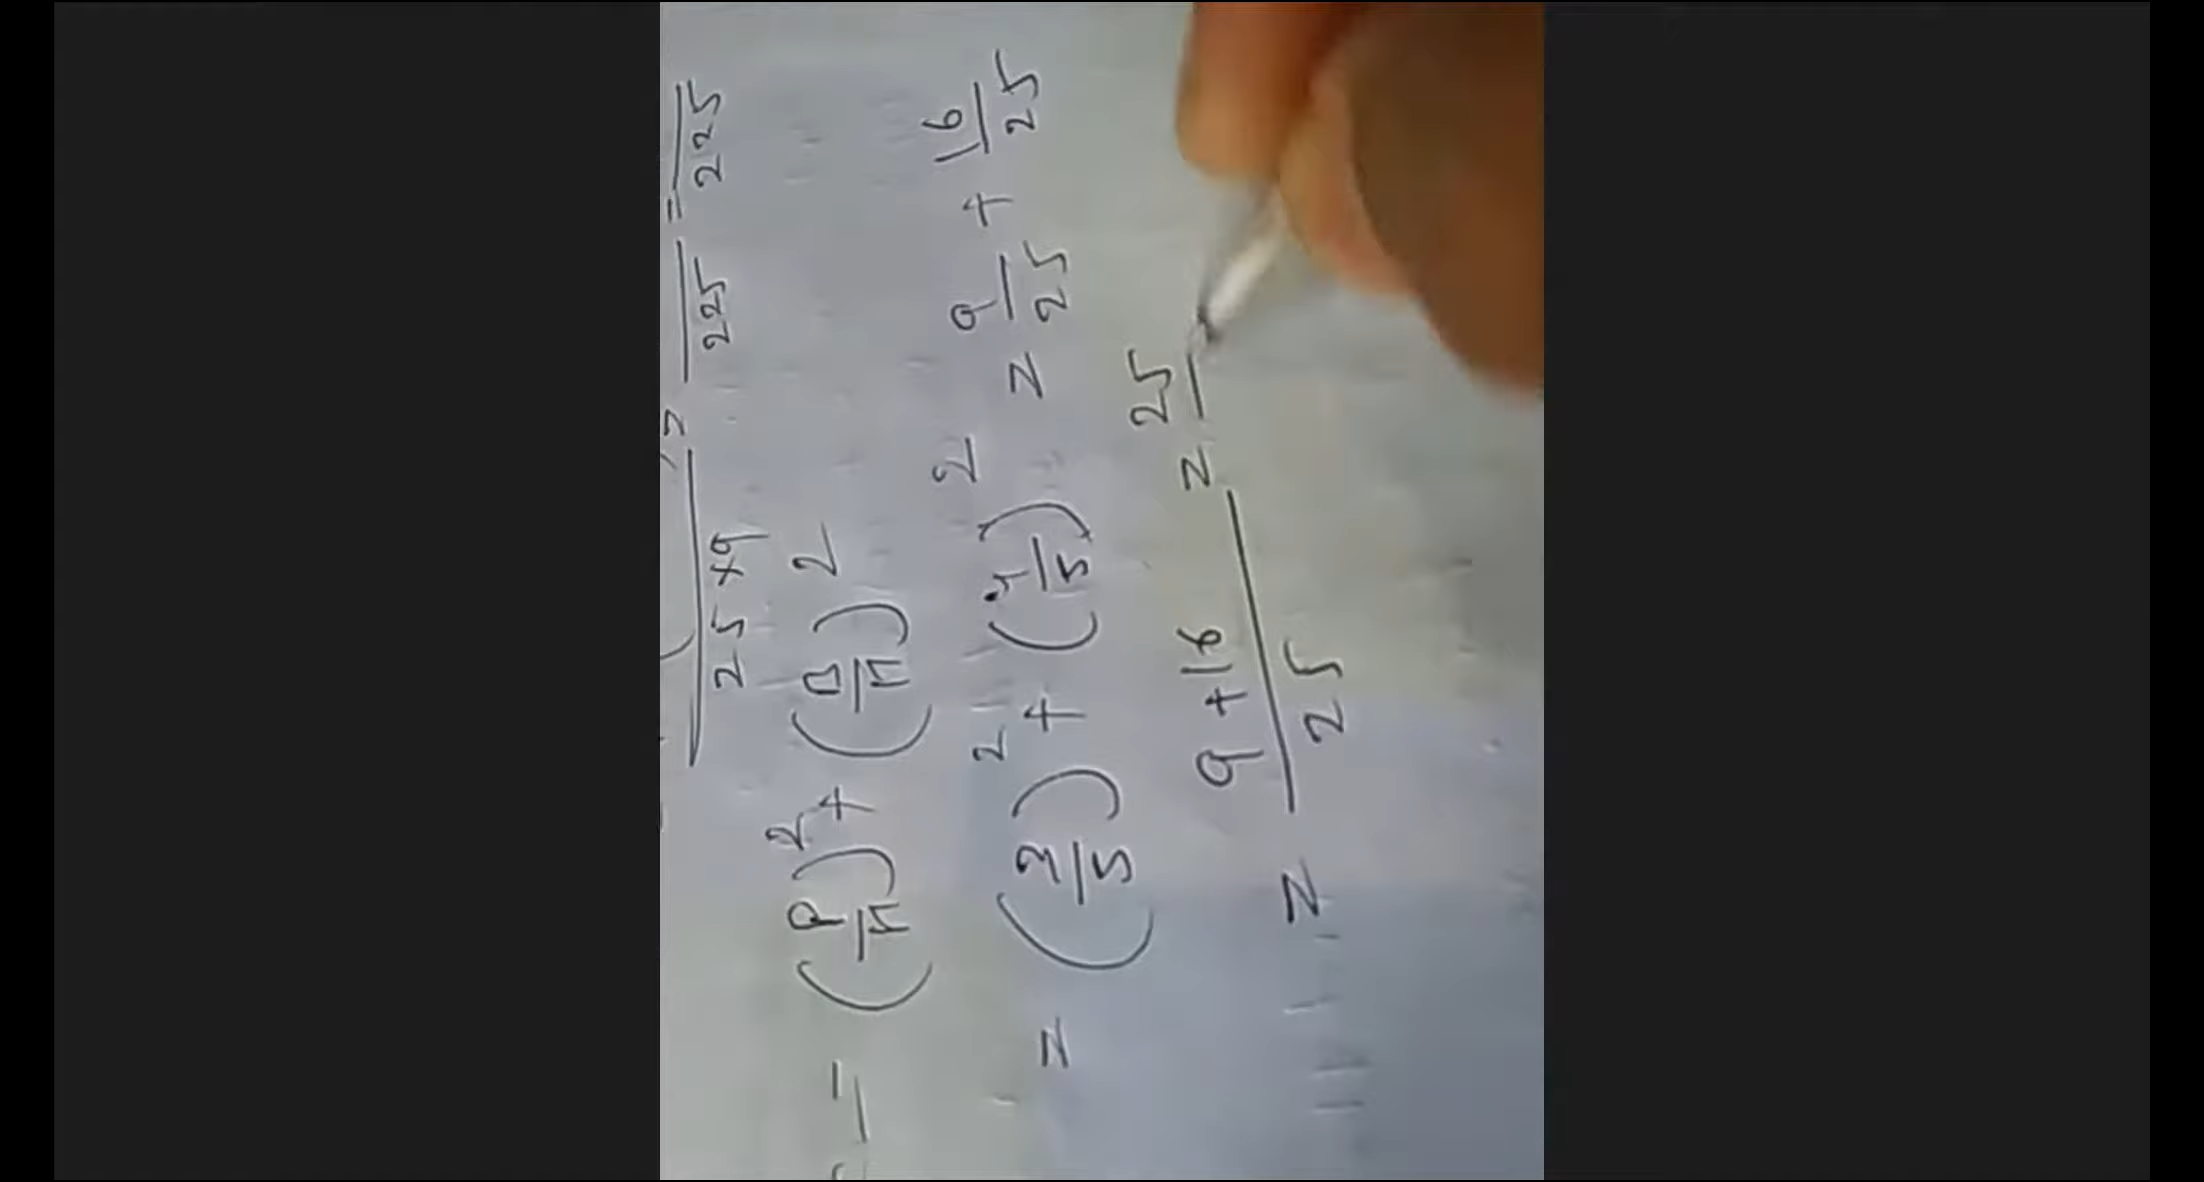 25×9 = 225 = 225
(P/H)² + (B/H)²
= (3/5)² + (4/5)² = 9/25 + 16/25
= 9+16/25 = 25/